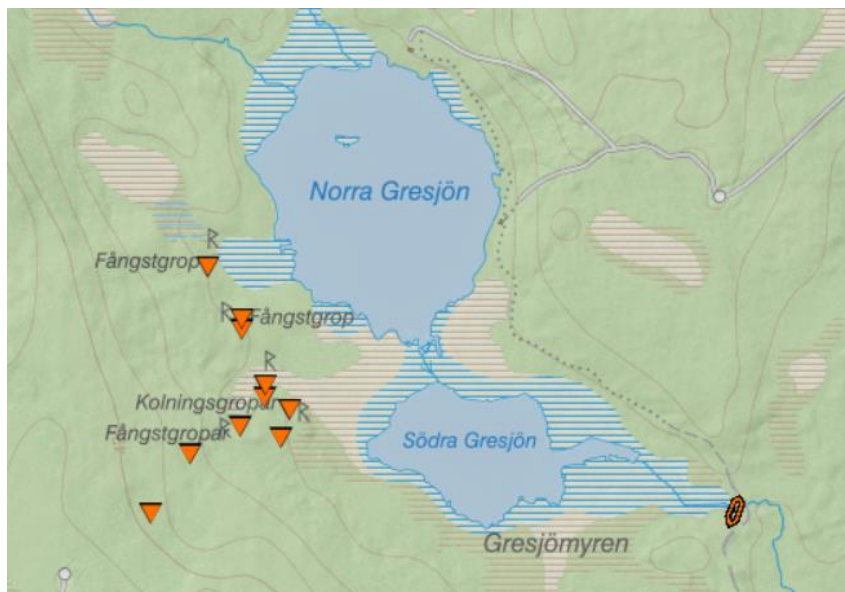 Norra Gresjön
Fångstgrop
Fångstgrop
Kolningsgropar
Fångstgropar
Södra Gresjön
Gresjömyren